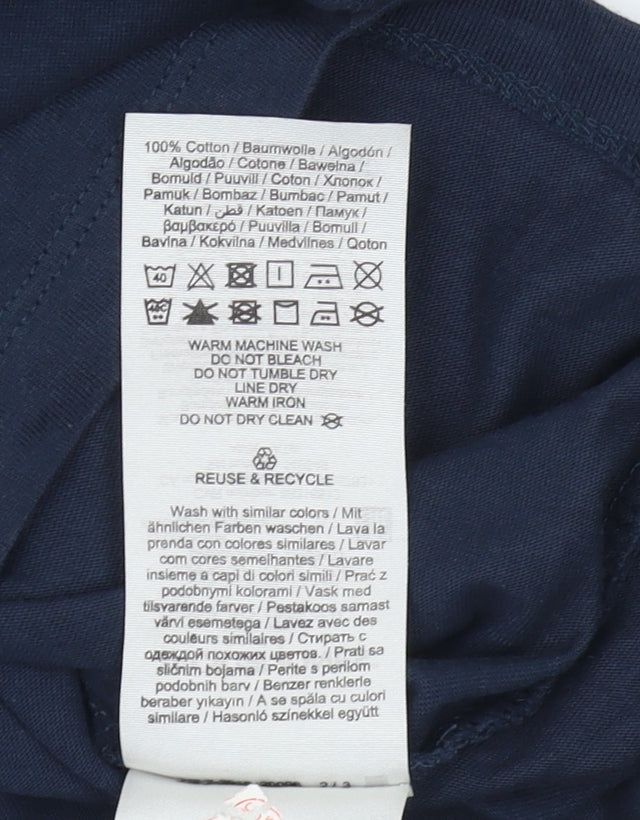 100% Cotton / Baumwolle / Algodón /
Algodão / Cotone / Bawełna /
Bomuld / Puuvill / Coton / Хлопок /
Pamuk / Bombaz / Bumbac / Pamut /
Katun / قطن / Katoen / Памук /
βαμβακερό / Puuvilla / Bomull /
Bavlna / Kokvilna / Medvilnes / Qoton
40
40C
WARM MACHINE WASH
DO NOT BLEACH
DO NOT TUMBLE DRY
LINE DRY
WARM IRON
DO NOT DRY CLEAN
REUSE & RECYCLE
Wash with similar colors / Mit
ähnlichen Farben waschen / Lava la
prenda con colores similares / Lavar
com cores semelhantes / Lavare
insieme a capi di colori simili / Prać z
podobnymi kolorami / Vask med
tilsvarende farver / Pestakoos samast
värvi esemetega / Lavez avec des
couleurs similaires / Стирать с
одеждой похожих цветов. / Prati sa
sličnim bojama / Perite s perilom
podobnih barv / Benzer renklerle
beraber yıkayın / A se spăla cu culori
similare / Hasonló színekkel együtt
2 / 3